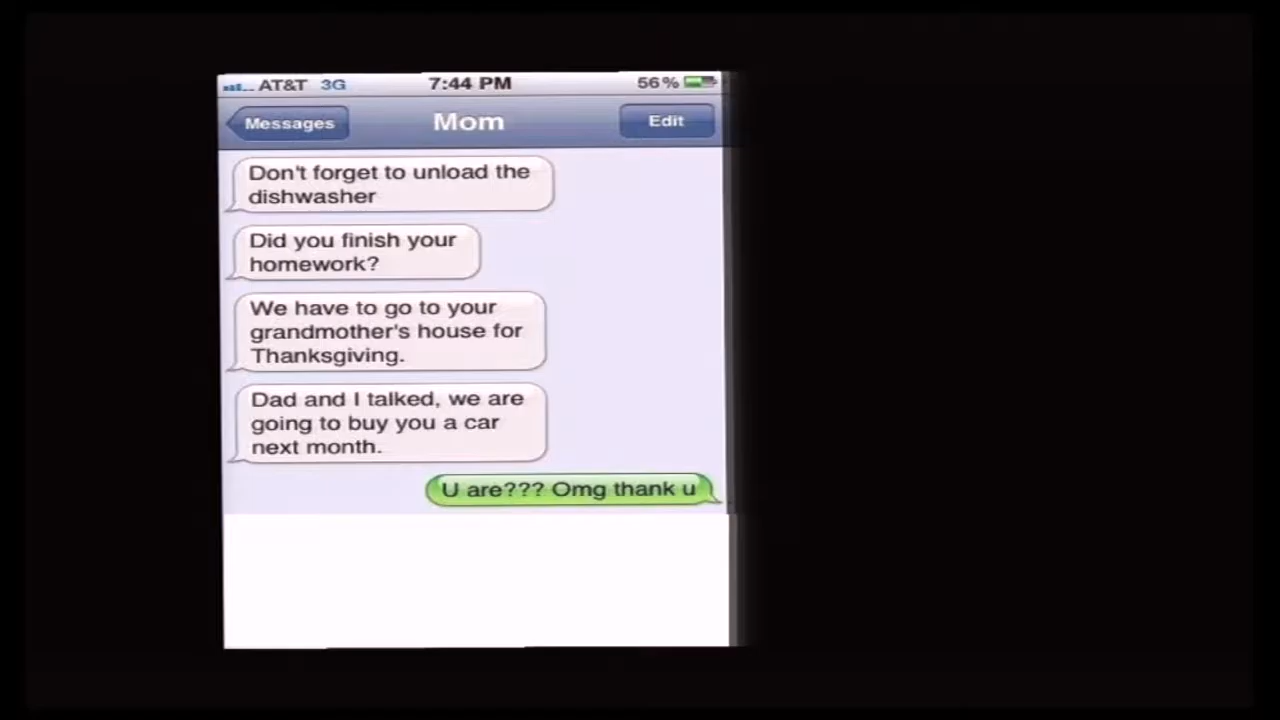 AT&T 3G 7:44 PM 56%
Messages Mom Edit
Don't forget to unload the
dishwasher
Did you finish your
homework?
We have to go to your
grandmother's house for
Thanksgiving.
Dad and I talked, we are
going to buy you a car
next month.
U are??? Omg thank u